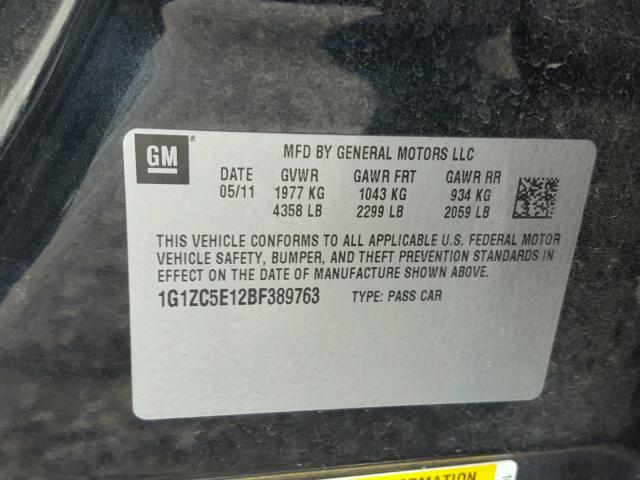 GM
MFD BY GENERAL MOTORS LLC
DATE GVWR GAWR FRT GAWR RR
05/11 1977 KG 1043 KG 934 KG
4358 LB 2299 LB 2059 LB
THIS VEHICLE CONFORMS TO ALL APPLICABLE U.S. FEDERAL MOTOR
VEHICLE SAFETY, BUMPER, AND THEFT PREVENTION STANDARDS IN
EFFECT ON THE DATE OF MANUFACTURE SHOWN ABOVE.
1G1ZC5E12BF389763 TYPE: PASS CAR